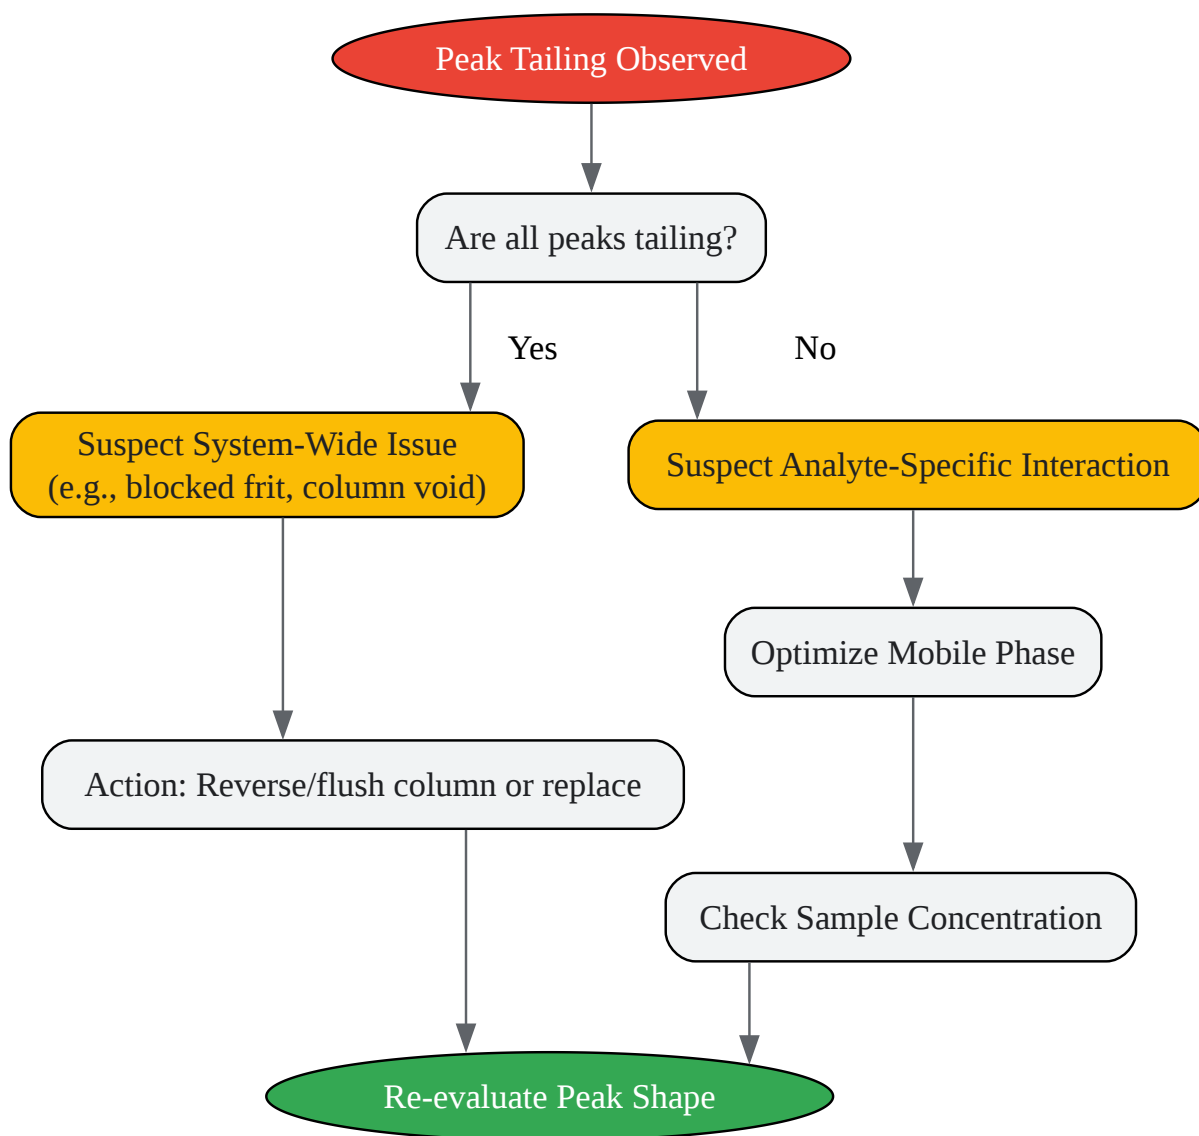 Peak Tailing Observed
Are all peaks tailing?
Yes
No
Suspect System-Wide Issue
(e.g., blocked frit, column void)
Suspect Analyte-Specific Interaction
Optimize Mobile Phase
Action: Reverse/flush column or replace
Check Sample Concentration
Re-evaluate Peak Shape